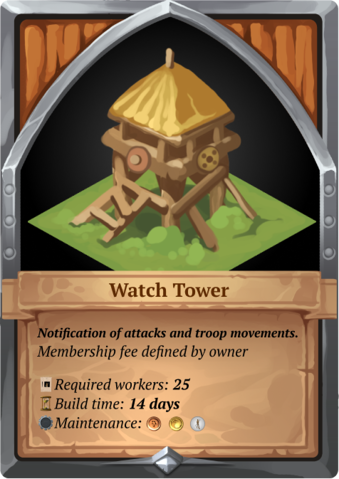 Watch Tower
Notification of attacks and troop movements.
Membership fee defined by owner
Required workers: 25
Build time: 14 days
Maintenance: